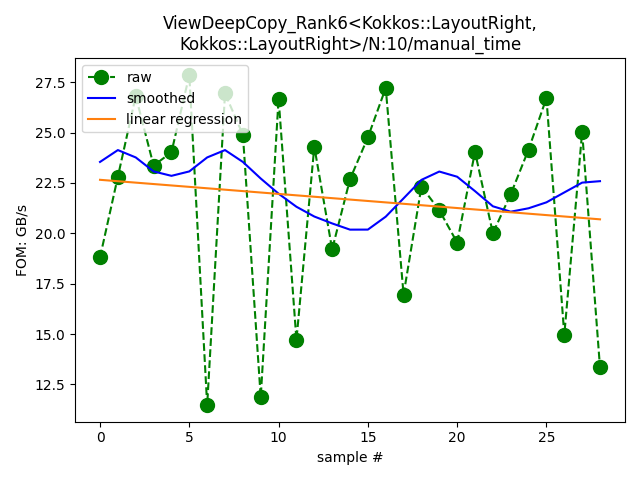 ViewDeepCopy_Rank6<Kokkos::LayoutRight,
Kokkos::LayoutRight>/N:10/manual_time
raw
smoothed
linear regression
FOM: GB/s
27.5
25.0
22.5
20.0
17.5
15.0
12.5
0
5
10
15
20
25
sample #